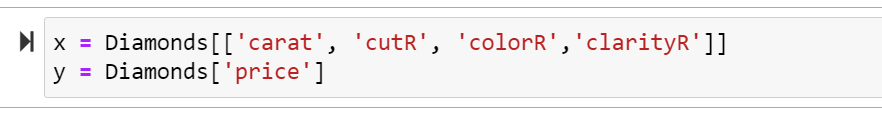 x = Diamonds[['carat', 'cutR', 'colorR','clarityR']]
y = Diamonds['price']